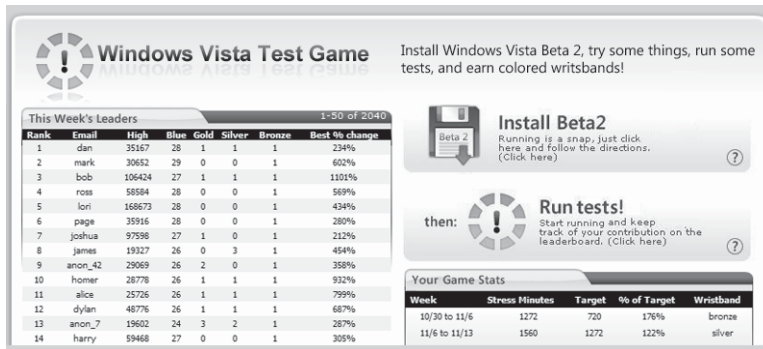 Windows Vista Test Game
Install Windows Vista Beta 2, try some things, run some
tests, and earn colored writsbands!
This Week's Leaders 1-50 of 2040
Rank Email High Blue Gold Silver Bronze Best % change
1 dan 35167 28 1 1 1 234%
2 mark 30652 29 0 0 1 602%
3 bob 106424 27 1 1 1 1101%
4 ross 58584 28 0 0 1 569%
5 lori 168673 28 0 0 1 434%
6 page 35916 28 0 0 1 280%
7 joshua 97598 27 1 0 1 212%
8 james 19327 26 0 3 1 454%
9 anon_42 29069 26 2 0 1 358%
10 homer 28778 26 1 1 1 932%
11 alice 25726 26 1 1 1 799%
12 dylan 48776 26 1 1 1 687%
13 anon_7 19602 24 3 2 1 287%
14 harry 59468 27 0 0 1 305%
Beta 2
Install Beta2
Running is a snap, just click
here and follow the directions.
(Click here)
?
then:
Run tests!
Start running and keep
track of your contribution on the
leaderboard. (Click here)
?
Your Game Stats
Week Stress Minutes Target % of Target Wristband
10/30 to 11/6 1272 720 176% bronze
11/6 to 11/13 1560 1272 122% silver